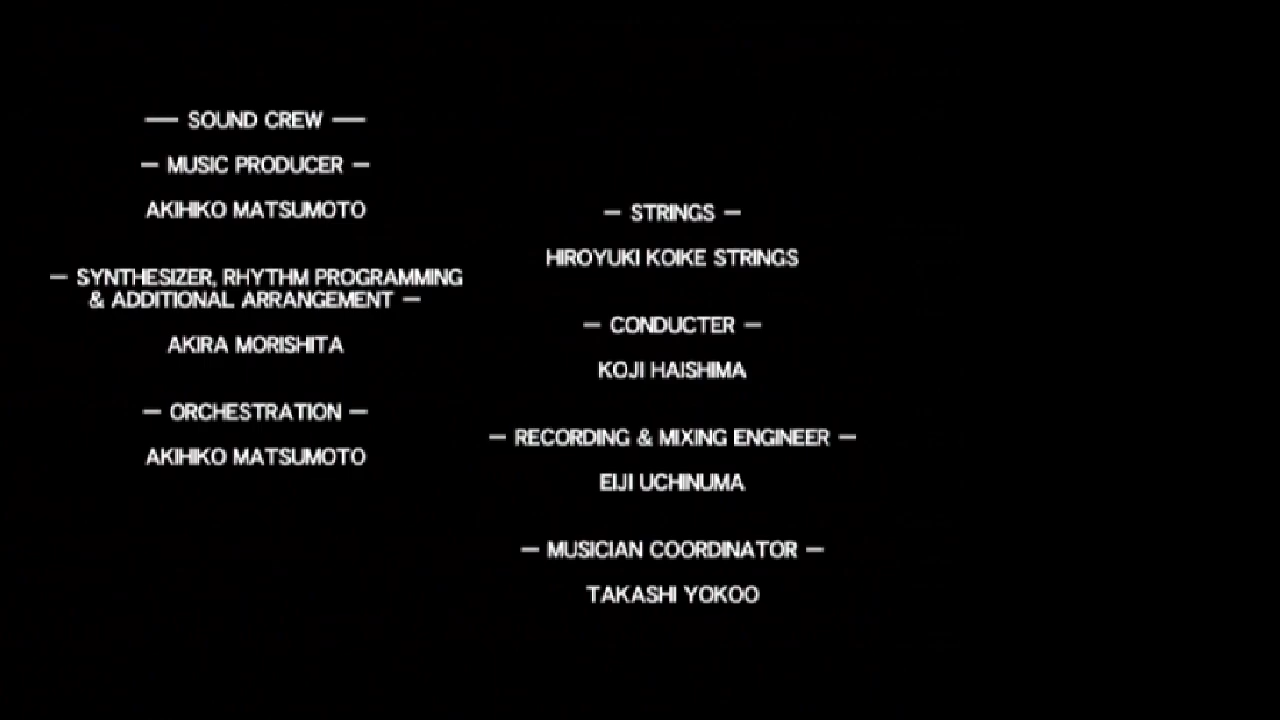 — SOUND CREW —
– MUSIC PRODUCER –
AKIHIKO MATSUMOTO
– SYNTHESIZER, RHYTHM PROGRAMMING
& ADDITIONAL ARRANGEMENT –
AKIRA MORISHITA
– ORCHESTRATION –
AKIHIKO MATSUMOTO
– STRINGS –
HIROYUKI KOIKE STRINGS
– CONDUCTER –
KOJI HAISHIMA
– RECORDING & MIXING ENGINEER –
EIJI UCHINUMA
– MUSICIAN COORDINATOR –
TAKASHI YOKOO